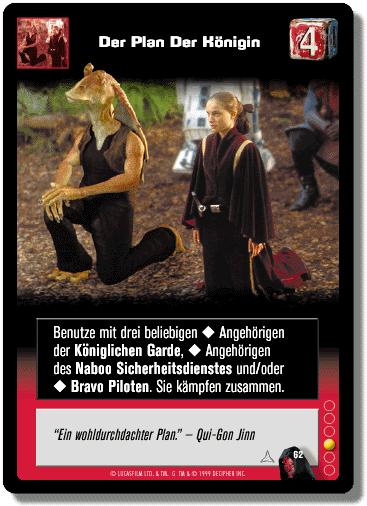 Der Plan Der Königin
4
Benutze mit drei beliebigen ◆ Angehörigen
der Königlichen Garde, ◆ Angehörigen
des Naboo Sicherheitsdienstes und/oder
◆ Bravo Piloten. Sie kämpfen zusammen.
"Ein wohldurchdachter Plan." – Qui-Gon Jinn
62
© LUCASFILM LTD. & TM. © TM & © 1999 DECIPHER INC.